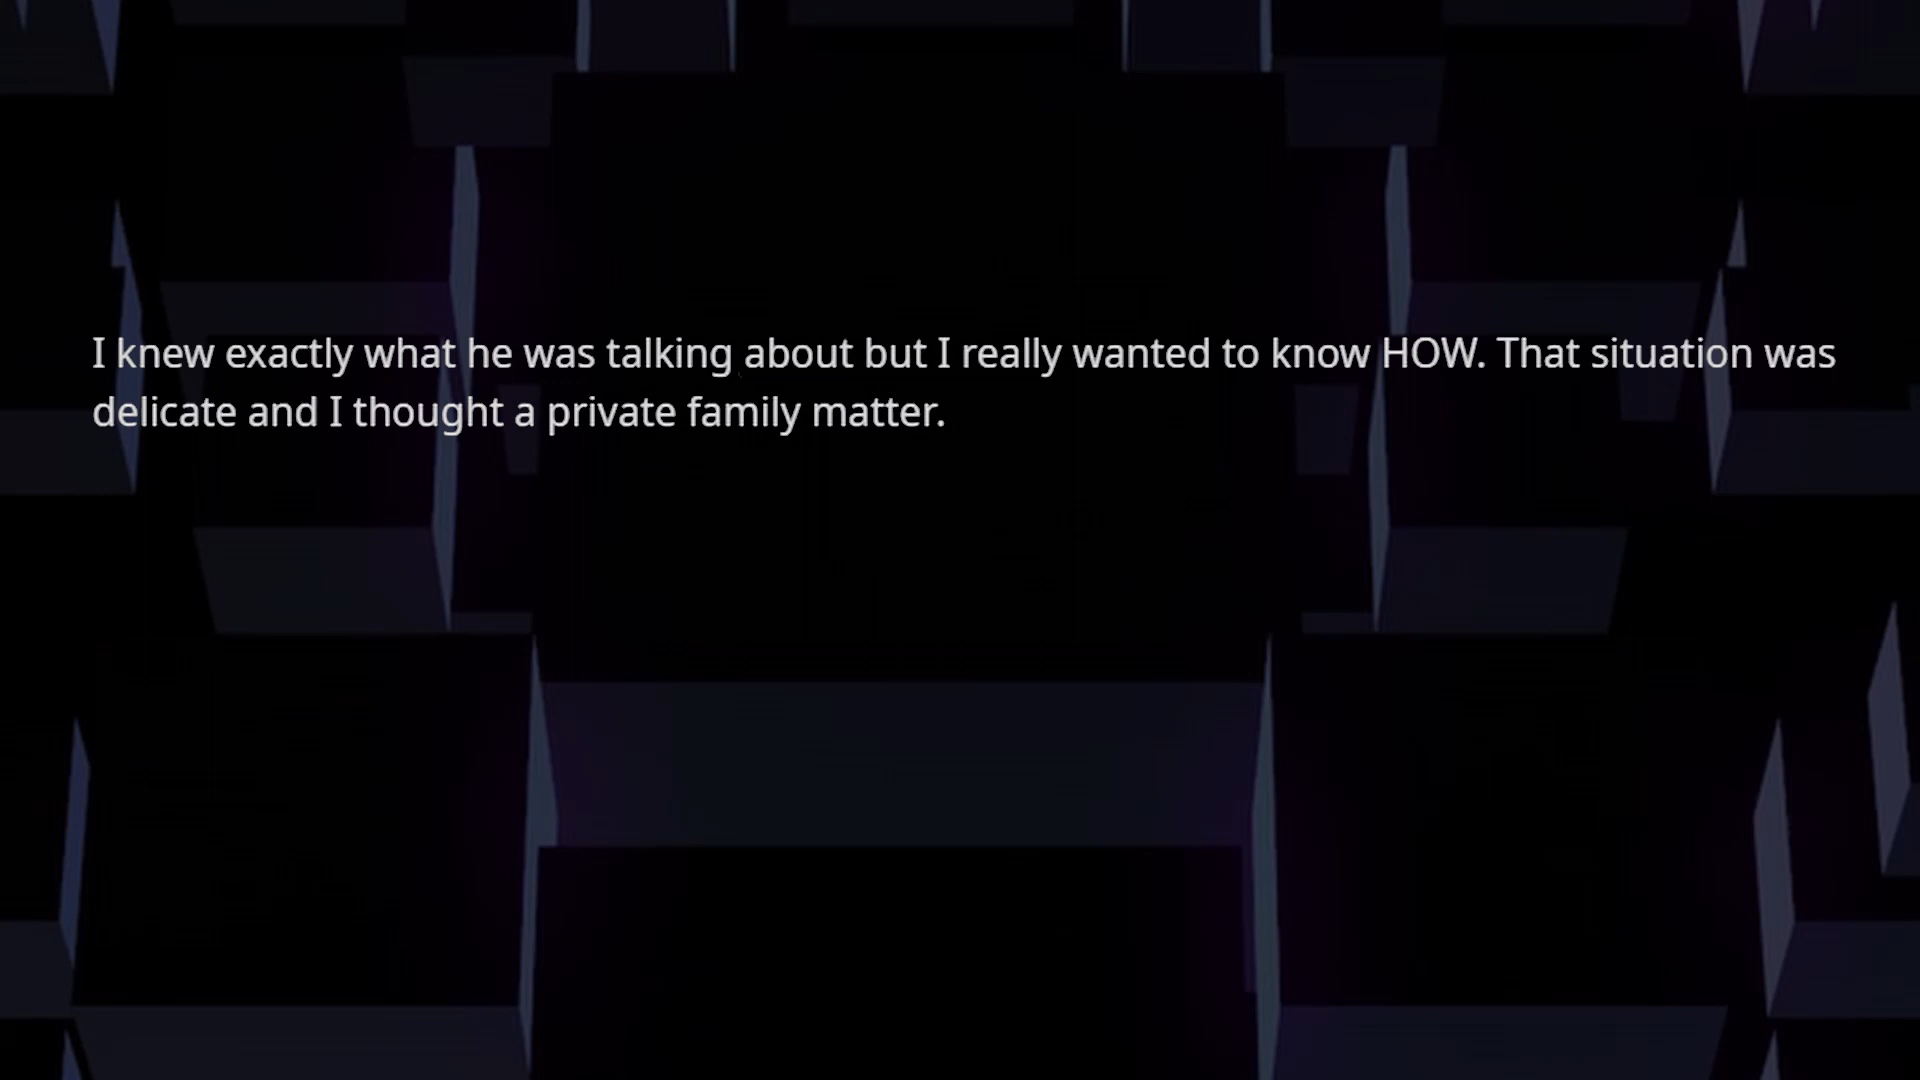 I knew exactly what he was talking about but I really wanted to know HOW. That situation was
delicate and I thought a private family matter.